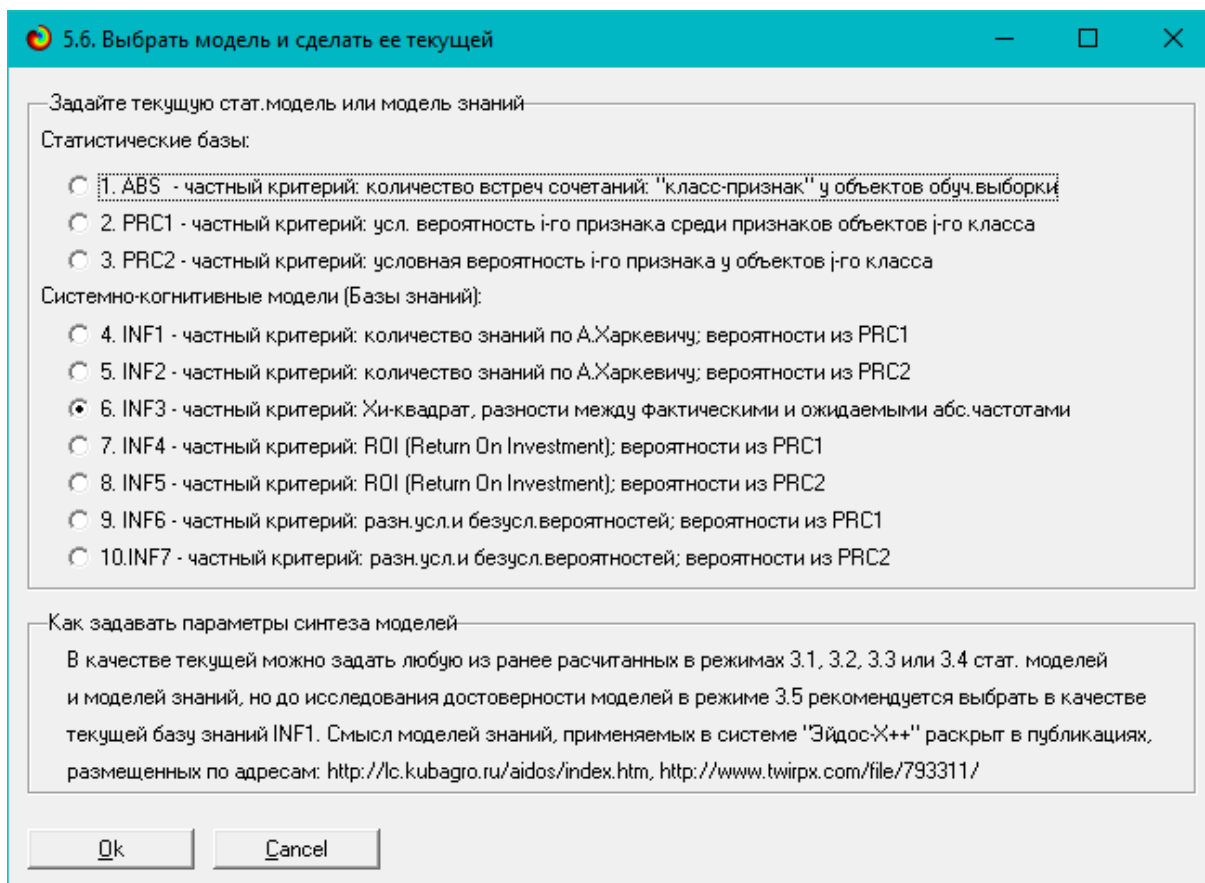 5.6. Выбрать модель и сделать ее текущей
Задайте текущую стат.модель или модель знаний
Статистические базы:
1. ABS - частный критерий: количество встреч сочетаний: "класс-признак" у объектов обуч.выборки
2. PRC1 - частный критерий: усл. вероятность i-го признака среди признаков объектов j-го класса
3. PRC2 - частный критерий: условная вероятность i-го признака у объектов j-го класса
Системно-когнитивные модели (Базы знаний):
4. INF1 - частный критерий: количество знаний по А.Харкевичу; вероятности из PRC1
5. INF2 - частный критерий: количество знаний по А.Харкевичу; вероятности из PRC2
6. INF3 - частный критерий: Хи-квадрат, разности между фактическими и ожидаемыми абс.частотами
7. INF4 - частный критерий: ROI (Return On Investment); вероятности из PRC1
8. INF5 - частный критерий: ROI (Return On Investment); вероятности из PRC2
9. INF6 - частный критерий: разн.усл.и безусл.вероятностей; вероятности из PRC1
10.INF7 - частный критерий: разн.усл.и безусл.вероятностей; вероятности из PRC2
Как задавать параметры синтеза моделей
В качестве текущей можно задать любую из ранее расчитанных в режимах 3.1, 3.2, 3.3 или 3.4 стат. моделей
и моделей знаний, но до исследования достоверности моделей в режиме 3.5 рекомендуется выбрать в качестве
текущей базу знаний INF1. Смысл моделей знаний, применяемых в системе "Эйдос-X++" раскрыт в публикациях,
размещенных по адресам: http://lc.kubagro.ru/aidos/index.htm, http://www.twirpx.com/file/793311/
Ok
Cancel